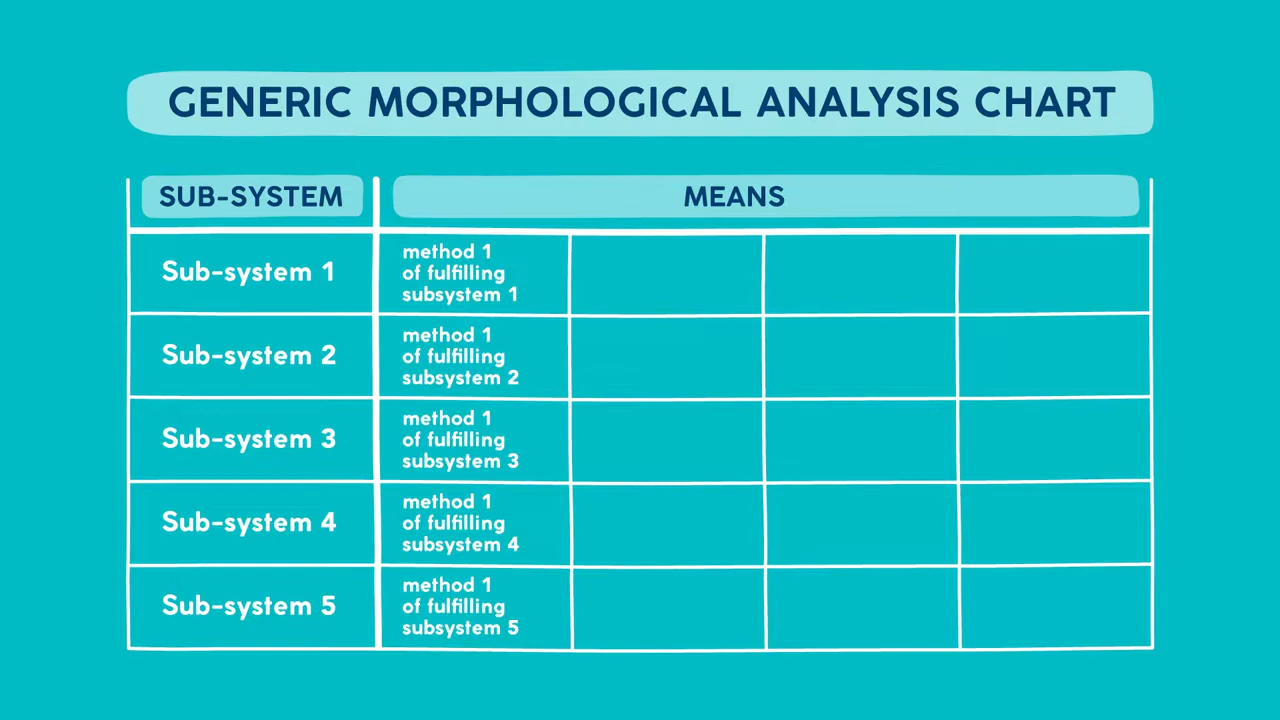 GENERIC MORPHOLOGICAL ANALYSIS CHART
SUB-SYSTEM
MEANS
Sub-system 1
method 1
of fulfilling
subsystem 1
Sub-system 2
method 1
of fulfilling
subsystem 2
Sub-system 3
method 1
of fulfilling
subsystem 3
Sub-system 4
method 1
of fulfilling
subsystem 4
Sub-system 5
method 1
of fulfilling
subsystem 5